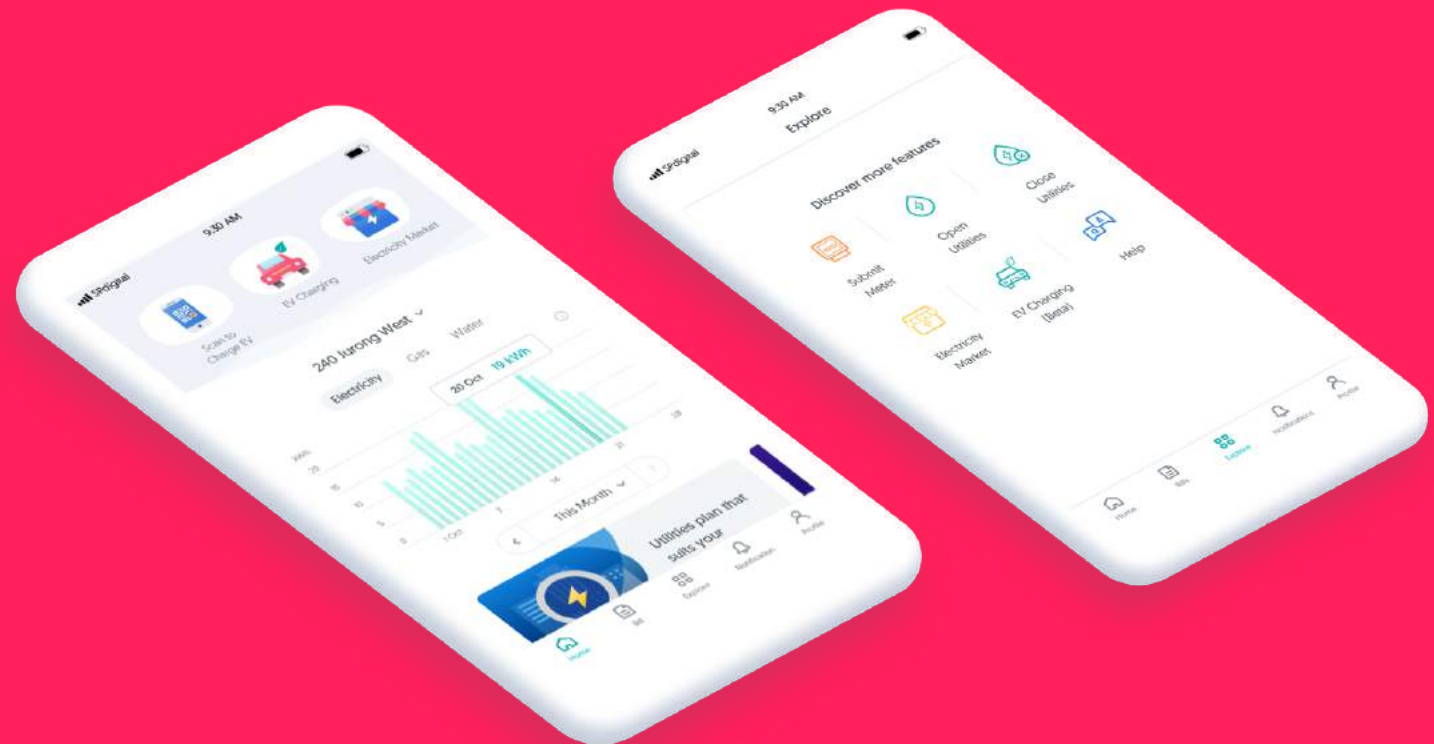 SPdigital
9:30 AM
Scan to
Charge EV
EV Charging
Electricity Market
240 Jurong West
Electricity
Gas
Water
20 Oct 19 kWh
kWh
20
15
10
5
0
1 Oct
7
14
21
28
This Month
Utilities plan that
suits your
Home
Bill
Explore
Notification
Profile
SPdigital
9:30 AM
Explore
Discover more features
Submit
Meter
Open
Utilities
Close
Utilities
Electricity
Market
EV Charging
(Beta)
Help
Home
Bills
Explore
Notifications
Profile